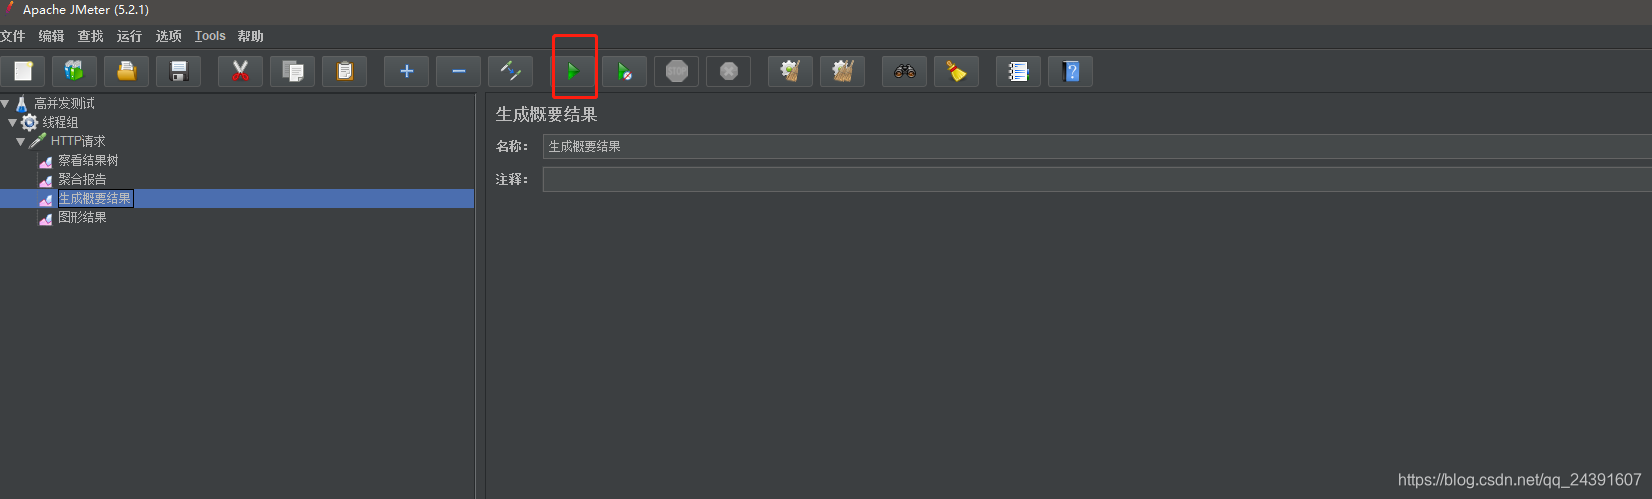 Apache JMeter (5.2.1)
文件 编辑 查找 运行 选项 Tools 帮助
STOP
高并发测试
线程组
HTTP请求
察看结果树
聚合报告
生成概要结果
图形结果
生成概要结果
名称： 生成概要结果
注释：
https://blog.csdn.net/qq_24391607